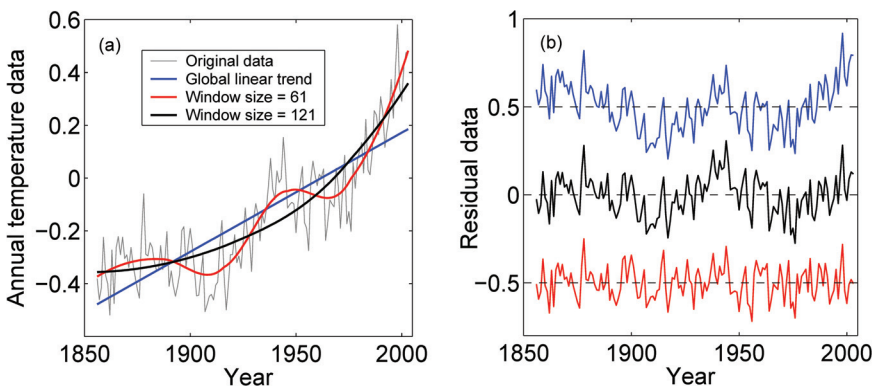 (a)
Original data
Global linear trend
Window size = 61
Window size = 121
Annual temperature data
0.6
0.4
0.2
0
−0.2
−0.4
1850
1900
1950
2000
Year
(b)
Residual data
1
0.5
0
−0.5
1850
1900
1950
2000
Year